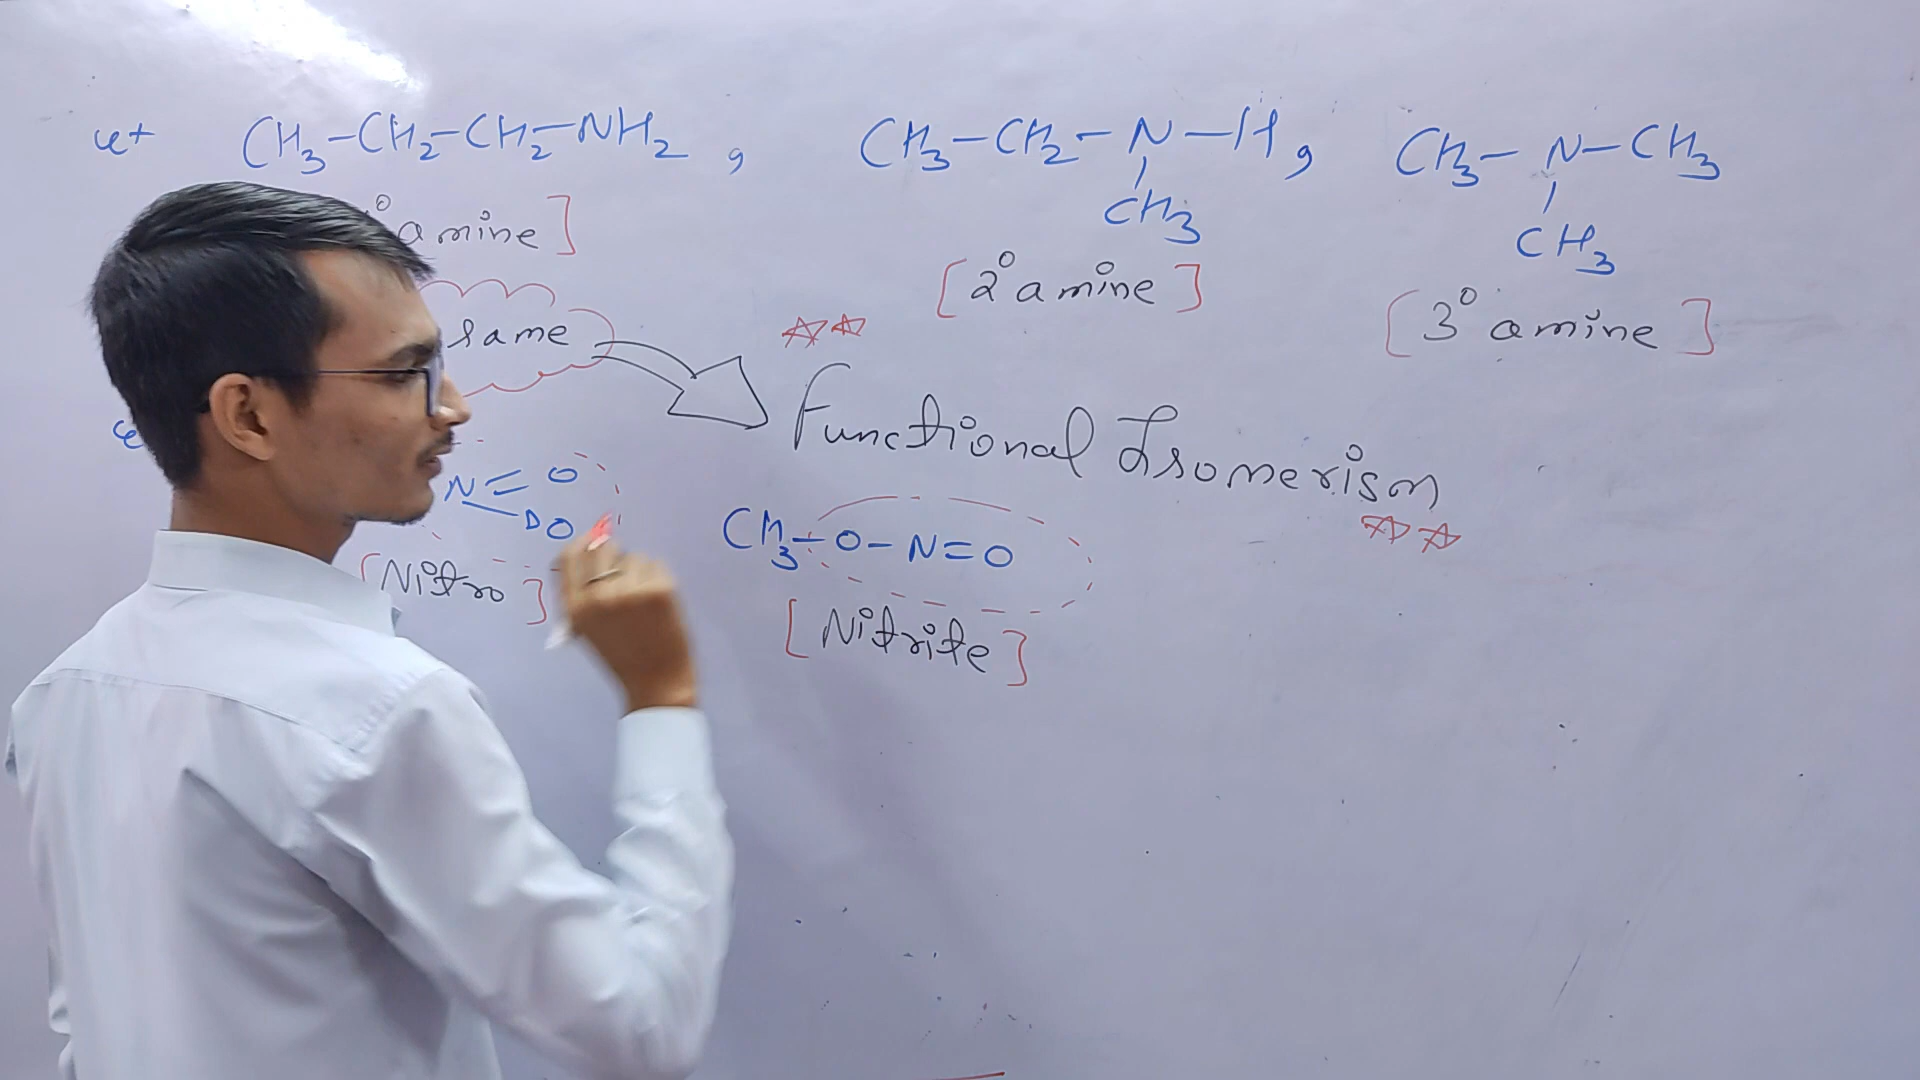 CH3-CH2-CH2-NH2 , CH3-CH2-N-H , CH3-N-CH3
CH3 CH3
amine] [2° amine] [3° amine]
same
Functional Isomerism
N=O
O
CH3-O-N=O
[Nitro] [Nitrite]